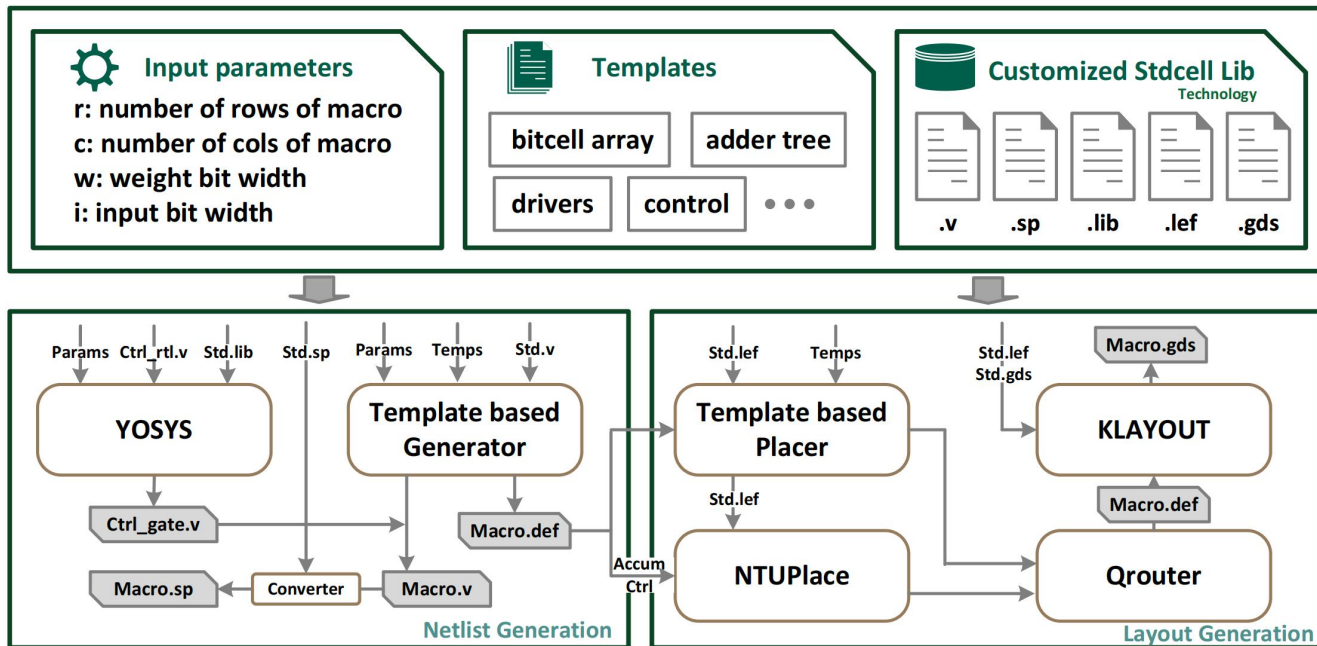 Input parameters
r: number of rows of macro
c: number of cols of macro
w: weight bit width
i: input bit width
Templates
bitcell array
adder tree
drivers
control
Customized Stdcell Lib
Technology
.v
.sp
.lib
.lef
.gds
Params
Ctrl_rtl.v
Std.lib
Std.sp
Params
Temps
Std.v
YOSYS
Template based
Generator
Ctrl_gate.v
Macro.def
Macro.sp
Converter
Macro.v
Netlist Generation
Std.lef
Temps
Std.lef
Std.gds
Macro.gds
Template based
Placer
KLAYOUT
Std.lef
Macro.def
Accum
Ctrl
NTUPlace
Qrouter
Layout Generation